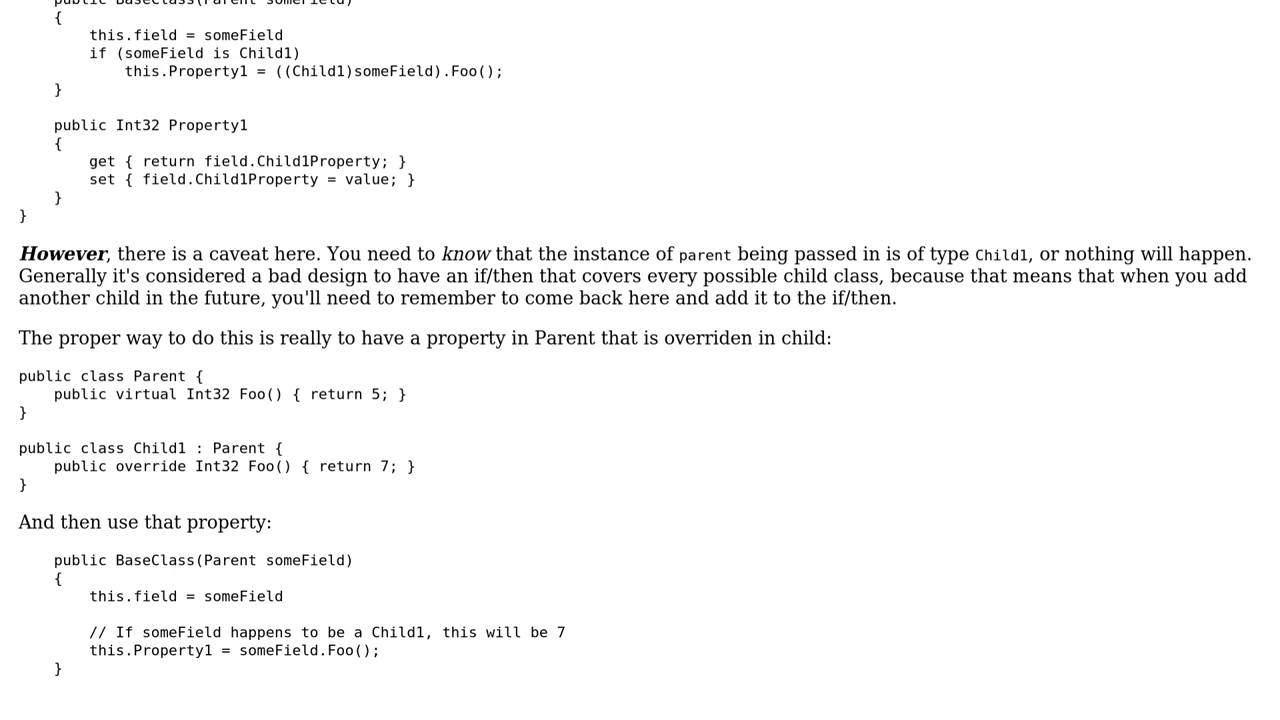 public BaseClass(Parent someField)
{
this.field = someField
if (someField is Child1)
this.Property1 = ((Child1)someField).Foo();
}
public Int32 Property1
{
get { return field.Child1Property; }
set { field.Child1Property = value; }
}
}
However, there is a caveat here. You need to know that the instance of parent being passed in is of type Child1, or nothing will happen.
Generally it's considered a bad design to have an if/then that covers every possible child class, because that means that when you add
another child in the future, you'll need to remember to come back here and add it to the if/then.
The proper way to do this is really to have a property in Parent that is overriden in child:
public class Parent {
public virtual Int32 Foo() { return 5; }
}
public class Child1 : Parent {
public override Int32 Foo() { return 7; }
}
And then use that property:
public BaseClass(Parent someField)
{
this.field = someField
// If someField happens to be a Child1, this will be 7
this.Property1 = someField.Foo();
}